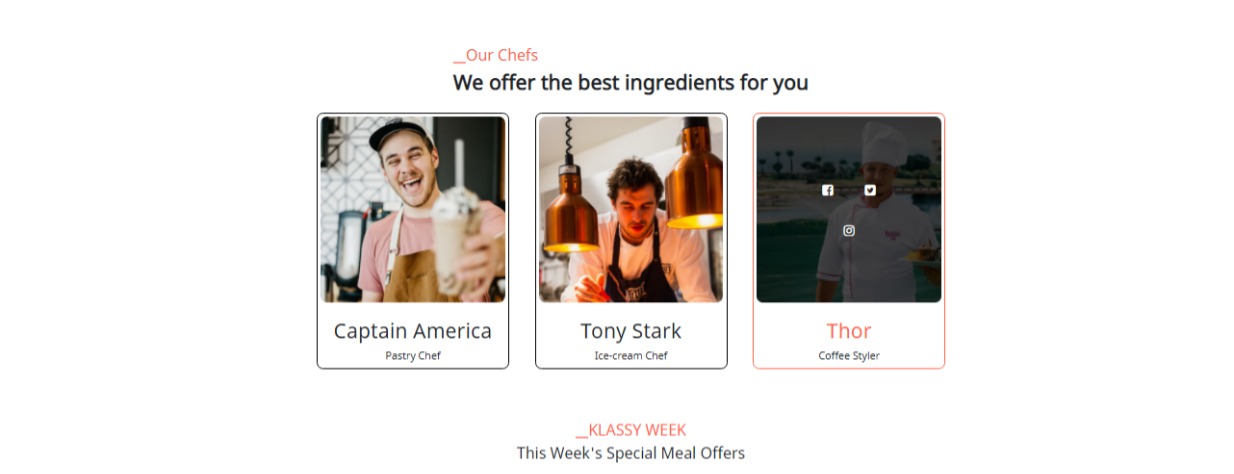 __Our Chefs
We offer the best ingredients for you
Captain America
Pastry Chef
Tony Stark
Ice-cream Chef
Thor
Coffee Styler
__KLASSY WEEK
This Week's Special Meal Offers